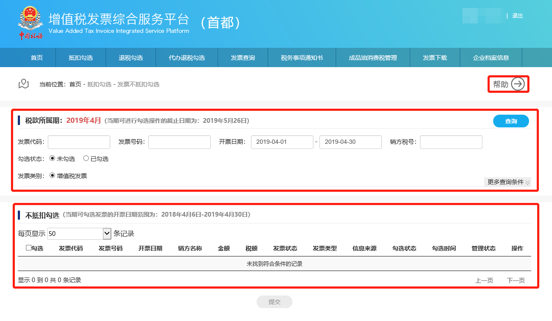 增值税发票综合服务平台 （首都）
Value Added Tax Invoice Integrated Service Platform
中国税务
| 退出
首页 抵扣勾选 退税勾选 代办退税勾选 发票查询 税务事项通知书 成品油消费税管理 发票下载 企业档案信息
当前位置：首页 - 抵扣勾选 - 发票不抵扣勾选
帮助
税款所属期：2019年4月 (当期可进行勾选操作的截止日期为：2019年5月26日)
查询
发票代码： 发票号码： 开票日期： 2019-04-01 - 2019-04-30 销方税号：
勾选状态： 未勾选 已勾选
发票类别： 增值税发票
更多查询条件
不抵扣勾选 (当期可勾选发票的开票日期范围为：2018年4月6日-2019年4月30日)
每页显示 50 条记录
勾选 发票代码 发票号码 开票日期 销方名称 金额 税额 发票状态 发票类型 信息来源 勾选状态 勾选时间 管理状态 操作
未找到符合条件的记录
显示 0 到 0 共 0 条记录
上一页 下一页
提交